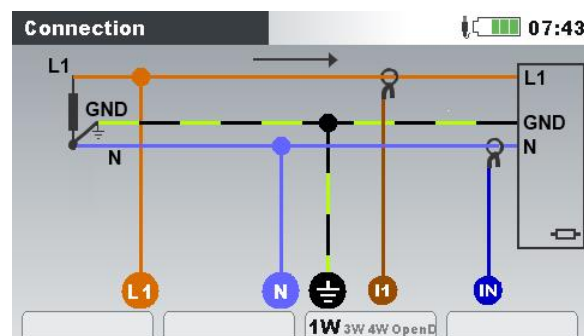 Connection 07:43
L1 L1
GND GND
N N
L1 N I1 IN
1W 3W 4W OpenD